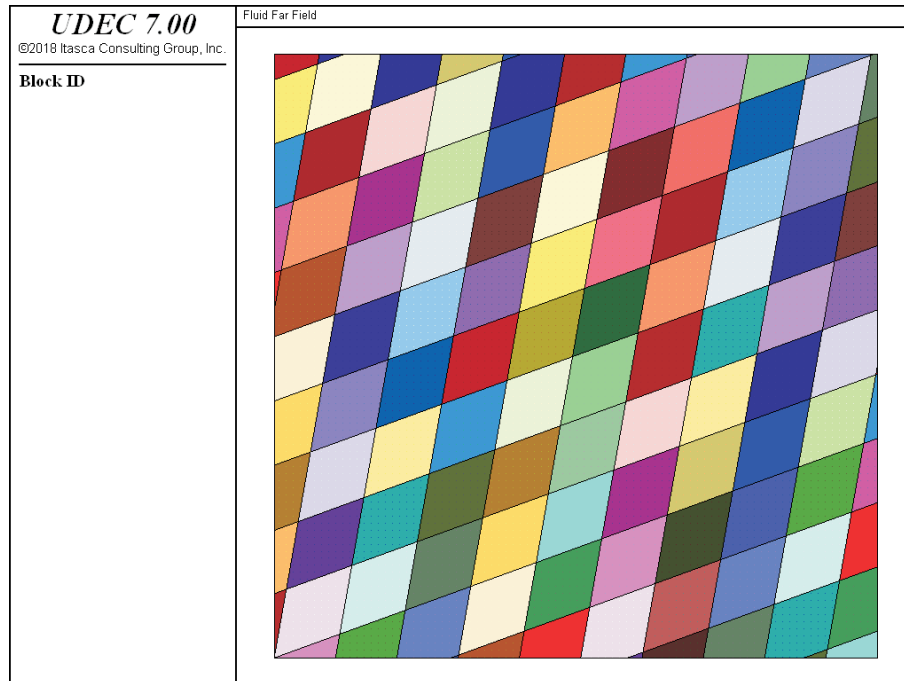 UDEC 7.00
©2018 Itasca Consulting Group, Inc.
Block ID
Fluid Far Field